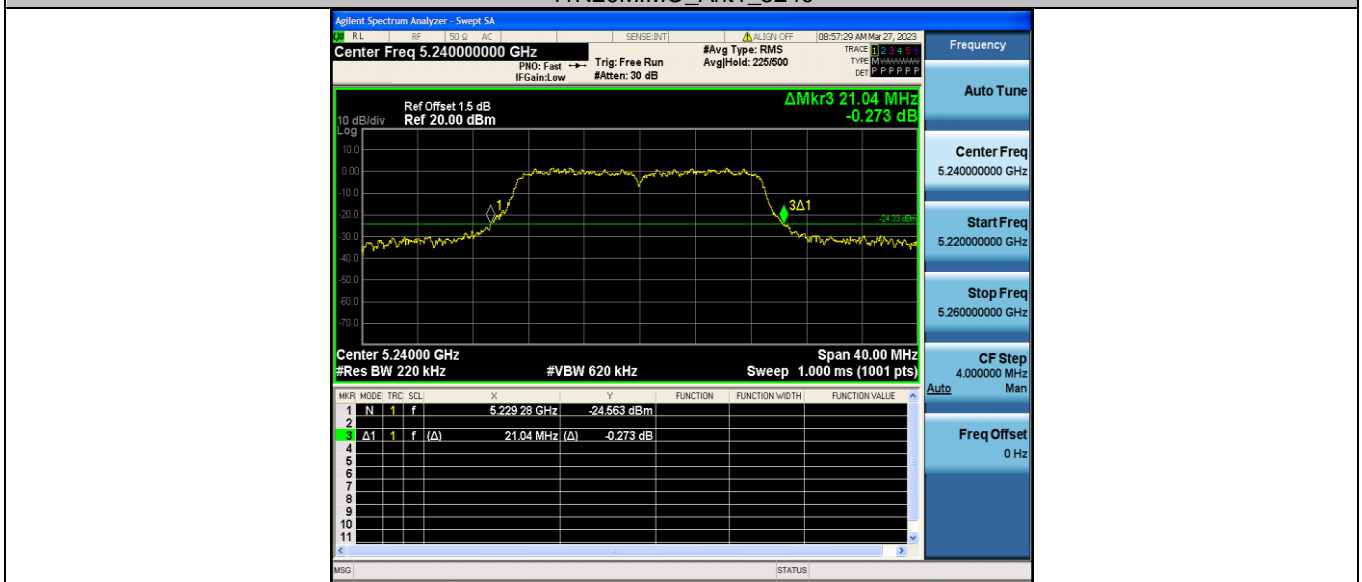 Agilent Spectrum Analyzer - Swept SA
RL RF 50 Ω AC SENSE:INT ALIGN OFF 08:57:29 AM Mar 27, 2023
Center Freq 5.240000000 GHz
PNO: Fast
IFGain:Low
Trig: Free Run
#Atten: 30 dB
#Avg Type: RMS
Avg|Hold: 225/500
TRACE 1 2 3 4 5 6
TYPE M
DET P P P P P P
ΔMkr3 21.04 MHz
-0.273 dB
Ref Offset 1.5 dB
10 dB/div Ref 20.00 dBm
Log
10.0
0.00
-10.0
-20.0
-30.0
-40.0
-50.0
-60.0
-70.0
1
3Δ1
-24.33 dBm
Center 5.24000 GHz Span 40.00 MHz
#Res BW 220 kHz #VBW 620 kHz Sweep 1.000 ms (1001 pts)
MKR MODE TRC SCL X Y FUNCTION FUNCTION WIDTH FUNCTION VALUE
1 N 1 f 5.229 28 GHz -24.563 dBm
2
3 Δ1 1 f (Δ) 21.04 MHz (Δ) -0.273 dB
4
5
6
7
8
9
10
11
MSG STATUS
Frequency
Auto Tune
Center Freq
5.240000000 GHz
Start Freq
5.220000000 GHz
Stop Freq
5.260000000 GHz
CF Step
4.000000 MHz
Auto Man
Freq Offset
0 Hz